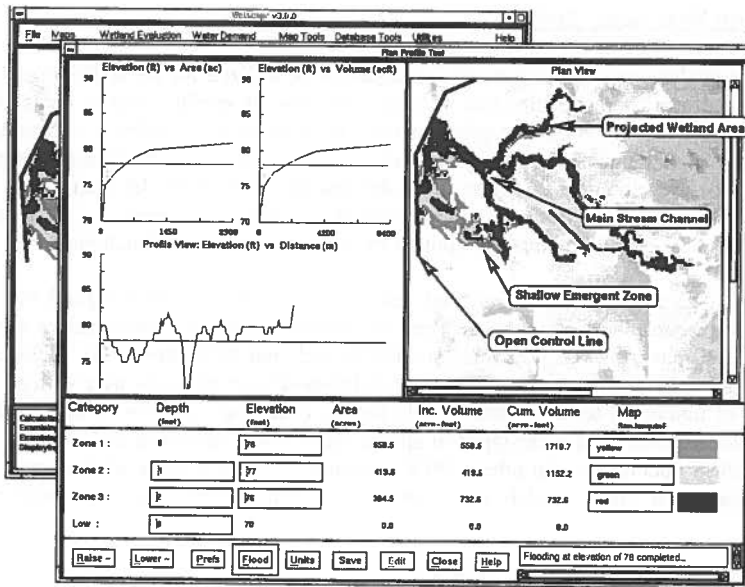 v3.0.0
File Maps Wetland Evaluation Water Demand Map Tools Database Tools Utilities Help
Plan Profile Tool
Elevation (ft) vs Area (ac)
Elevation (ft) vs Volume (acft)
Plan View
90
90
85
85
80
80
75
75
70
70
0 1450 2900
0 4200 8400
Projected Wetland Area
Main Stream Channel
Shallow Emergent Zone
Open Control Line
Profile View: Elevation (ft) vs Distance (m)
90
85
80
75
Category Depth Elevation Area Inc. Volume Cum. Volume Map
(feet) (feet) (acres) (acre-feet) (acre-feet)
Zone 1 : 0 78 558.5 558.5 1710.7 yellow
Zone 2 : 1 77 419.6 419.6 1152.2 green
Zone 3 : 2 76 304.5 732.6 732.6 red
Low : 8 70 0.0 0.0 0.0
Raise - Lower - Prefs Flood Units Save Edit Close Help
Flooding at elevation of 78 completed...
Calculating
Examining
Examining